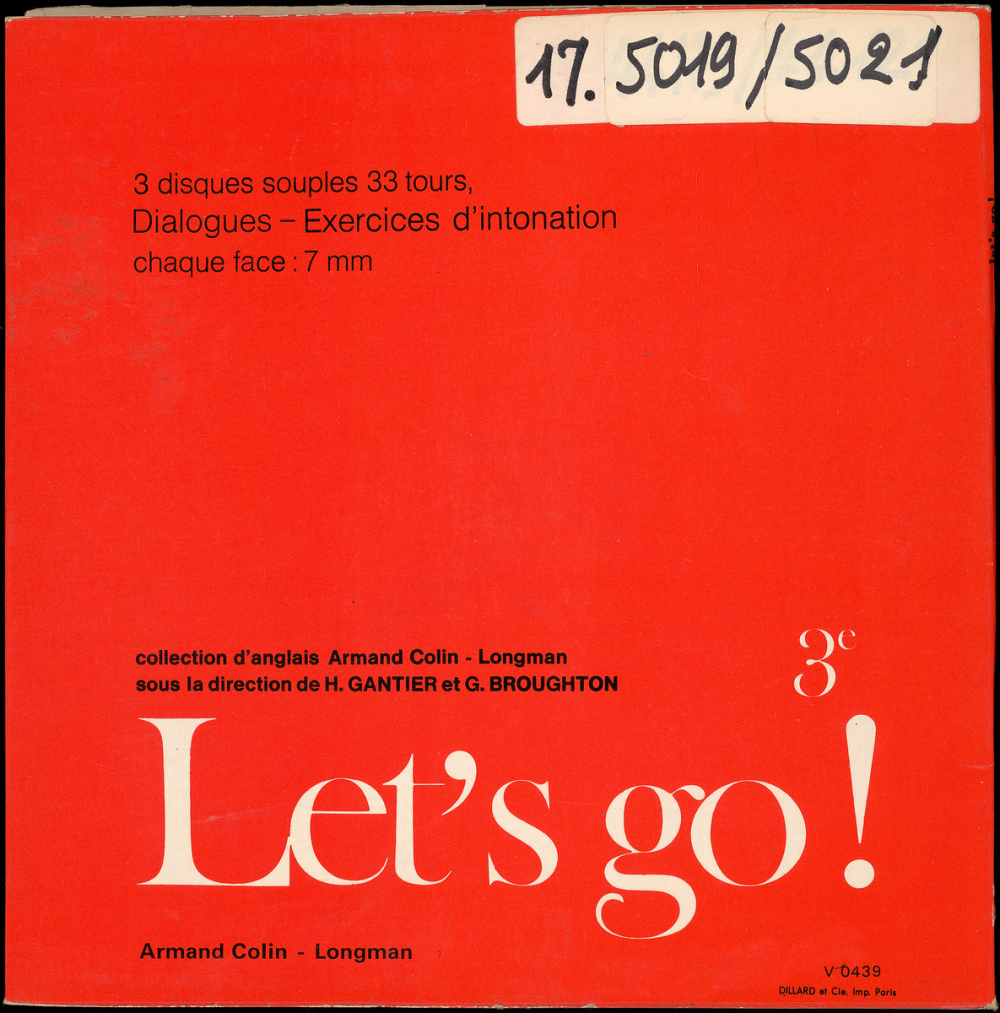 17. 5019/5021
3 disques souples 33 tours,
Dialogues – Exercices d'intonation
chaque face : 7 mm
collection d'anglais Armand Colin - Longman
sous la direction de H. GANTIER et G. BROUGHTON
3e
Let's go !
Armand Colin - Longman
V 0439
DILLARD et Cie. Imp. Paris